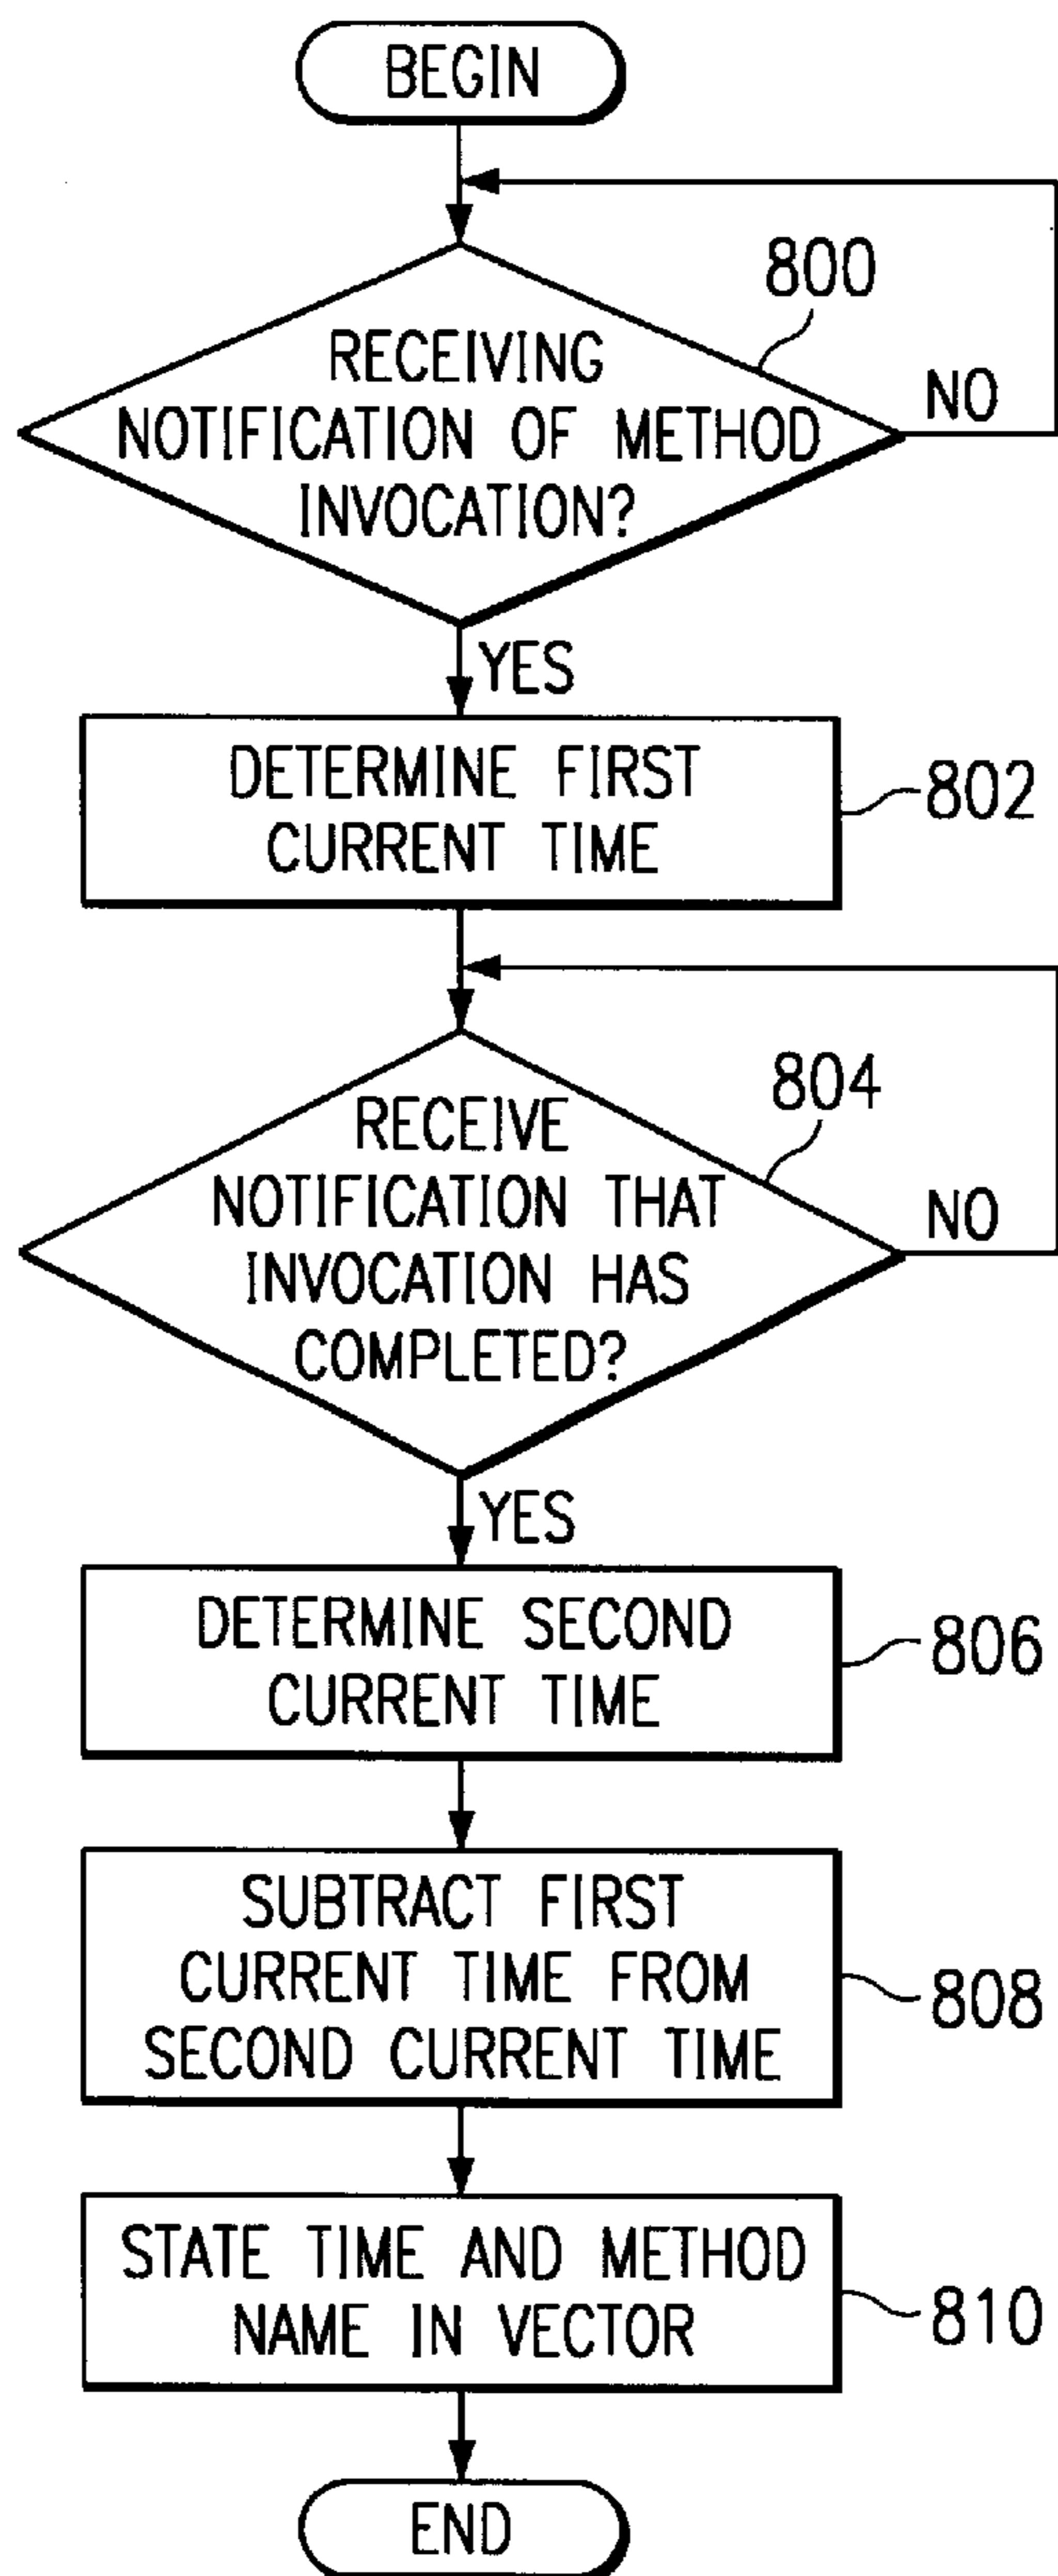 BEGIN
800
RECEIVING
NOTIFICATION OF METHOD
INVOCATION?
NO
YES
DETERMINE FIRST
CURRENT TIME
802
804
RECEIVE
NOTIFICATION THAT
INVOCATION HAS
COMPLETED?
NO
YES
DETERMINE SECOND
CURRENT TIME
806
SUBTRACT FIRST
CURRENT TIME FROM
SECOND CURRENT TIME
808
STATE TIME AND METHOD
NAME IN VECTOR
810
END